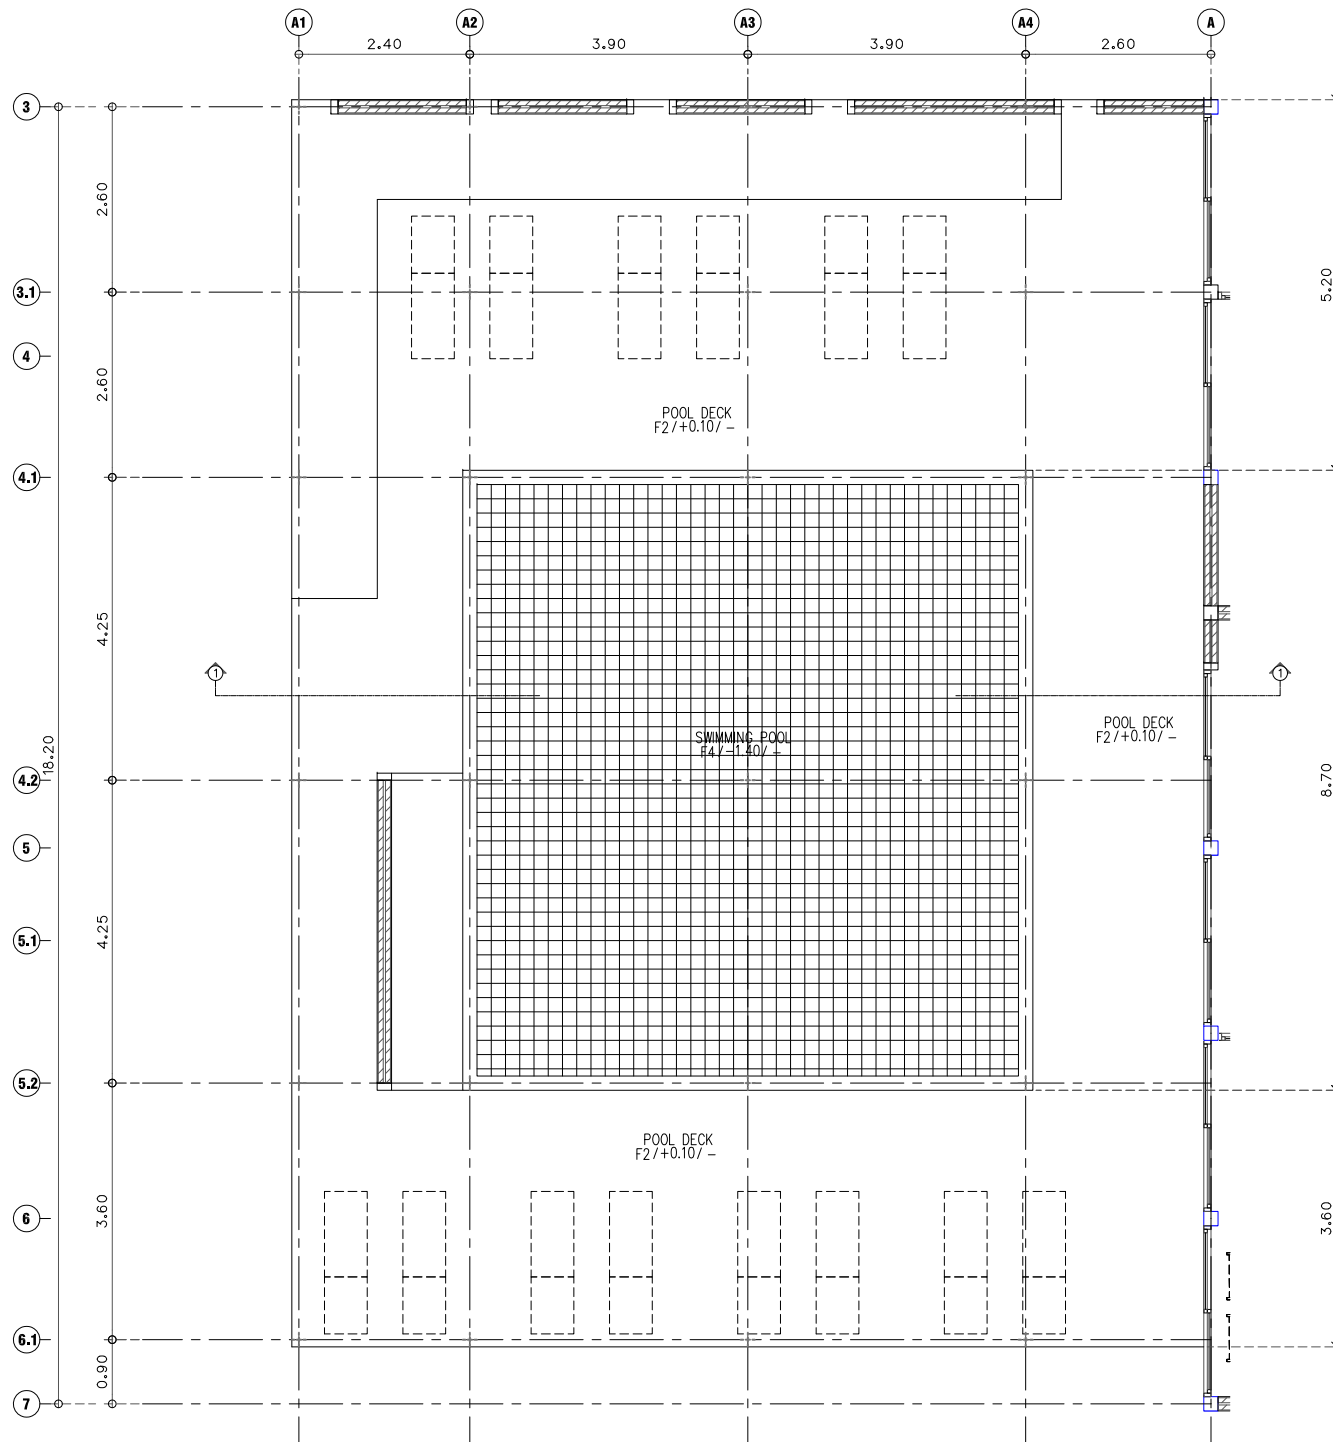 A1 A2 A3 A4 A
2.40 3.90 3.90 2.60
3
2.60
3.1
5.20
4
2.60
POOL DECK
F2/+0.10/ -
4.1
4.25
1 1
POOL DECK
F2/+0.10/ -
SWIMMING POOL
F4/-1.40/ -
18.20
4.2
8.70
5
4.25
5.1
5.2
POOL DECK
F2/+0.10/ -
3.60
6
3.60
6.1
0.90
7